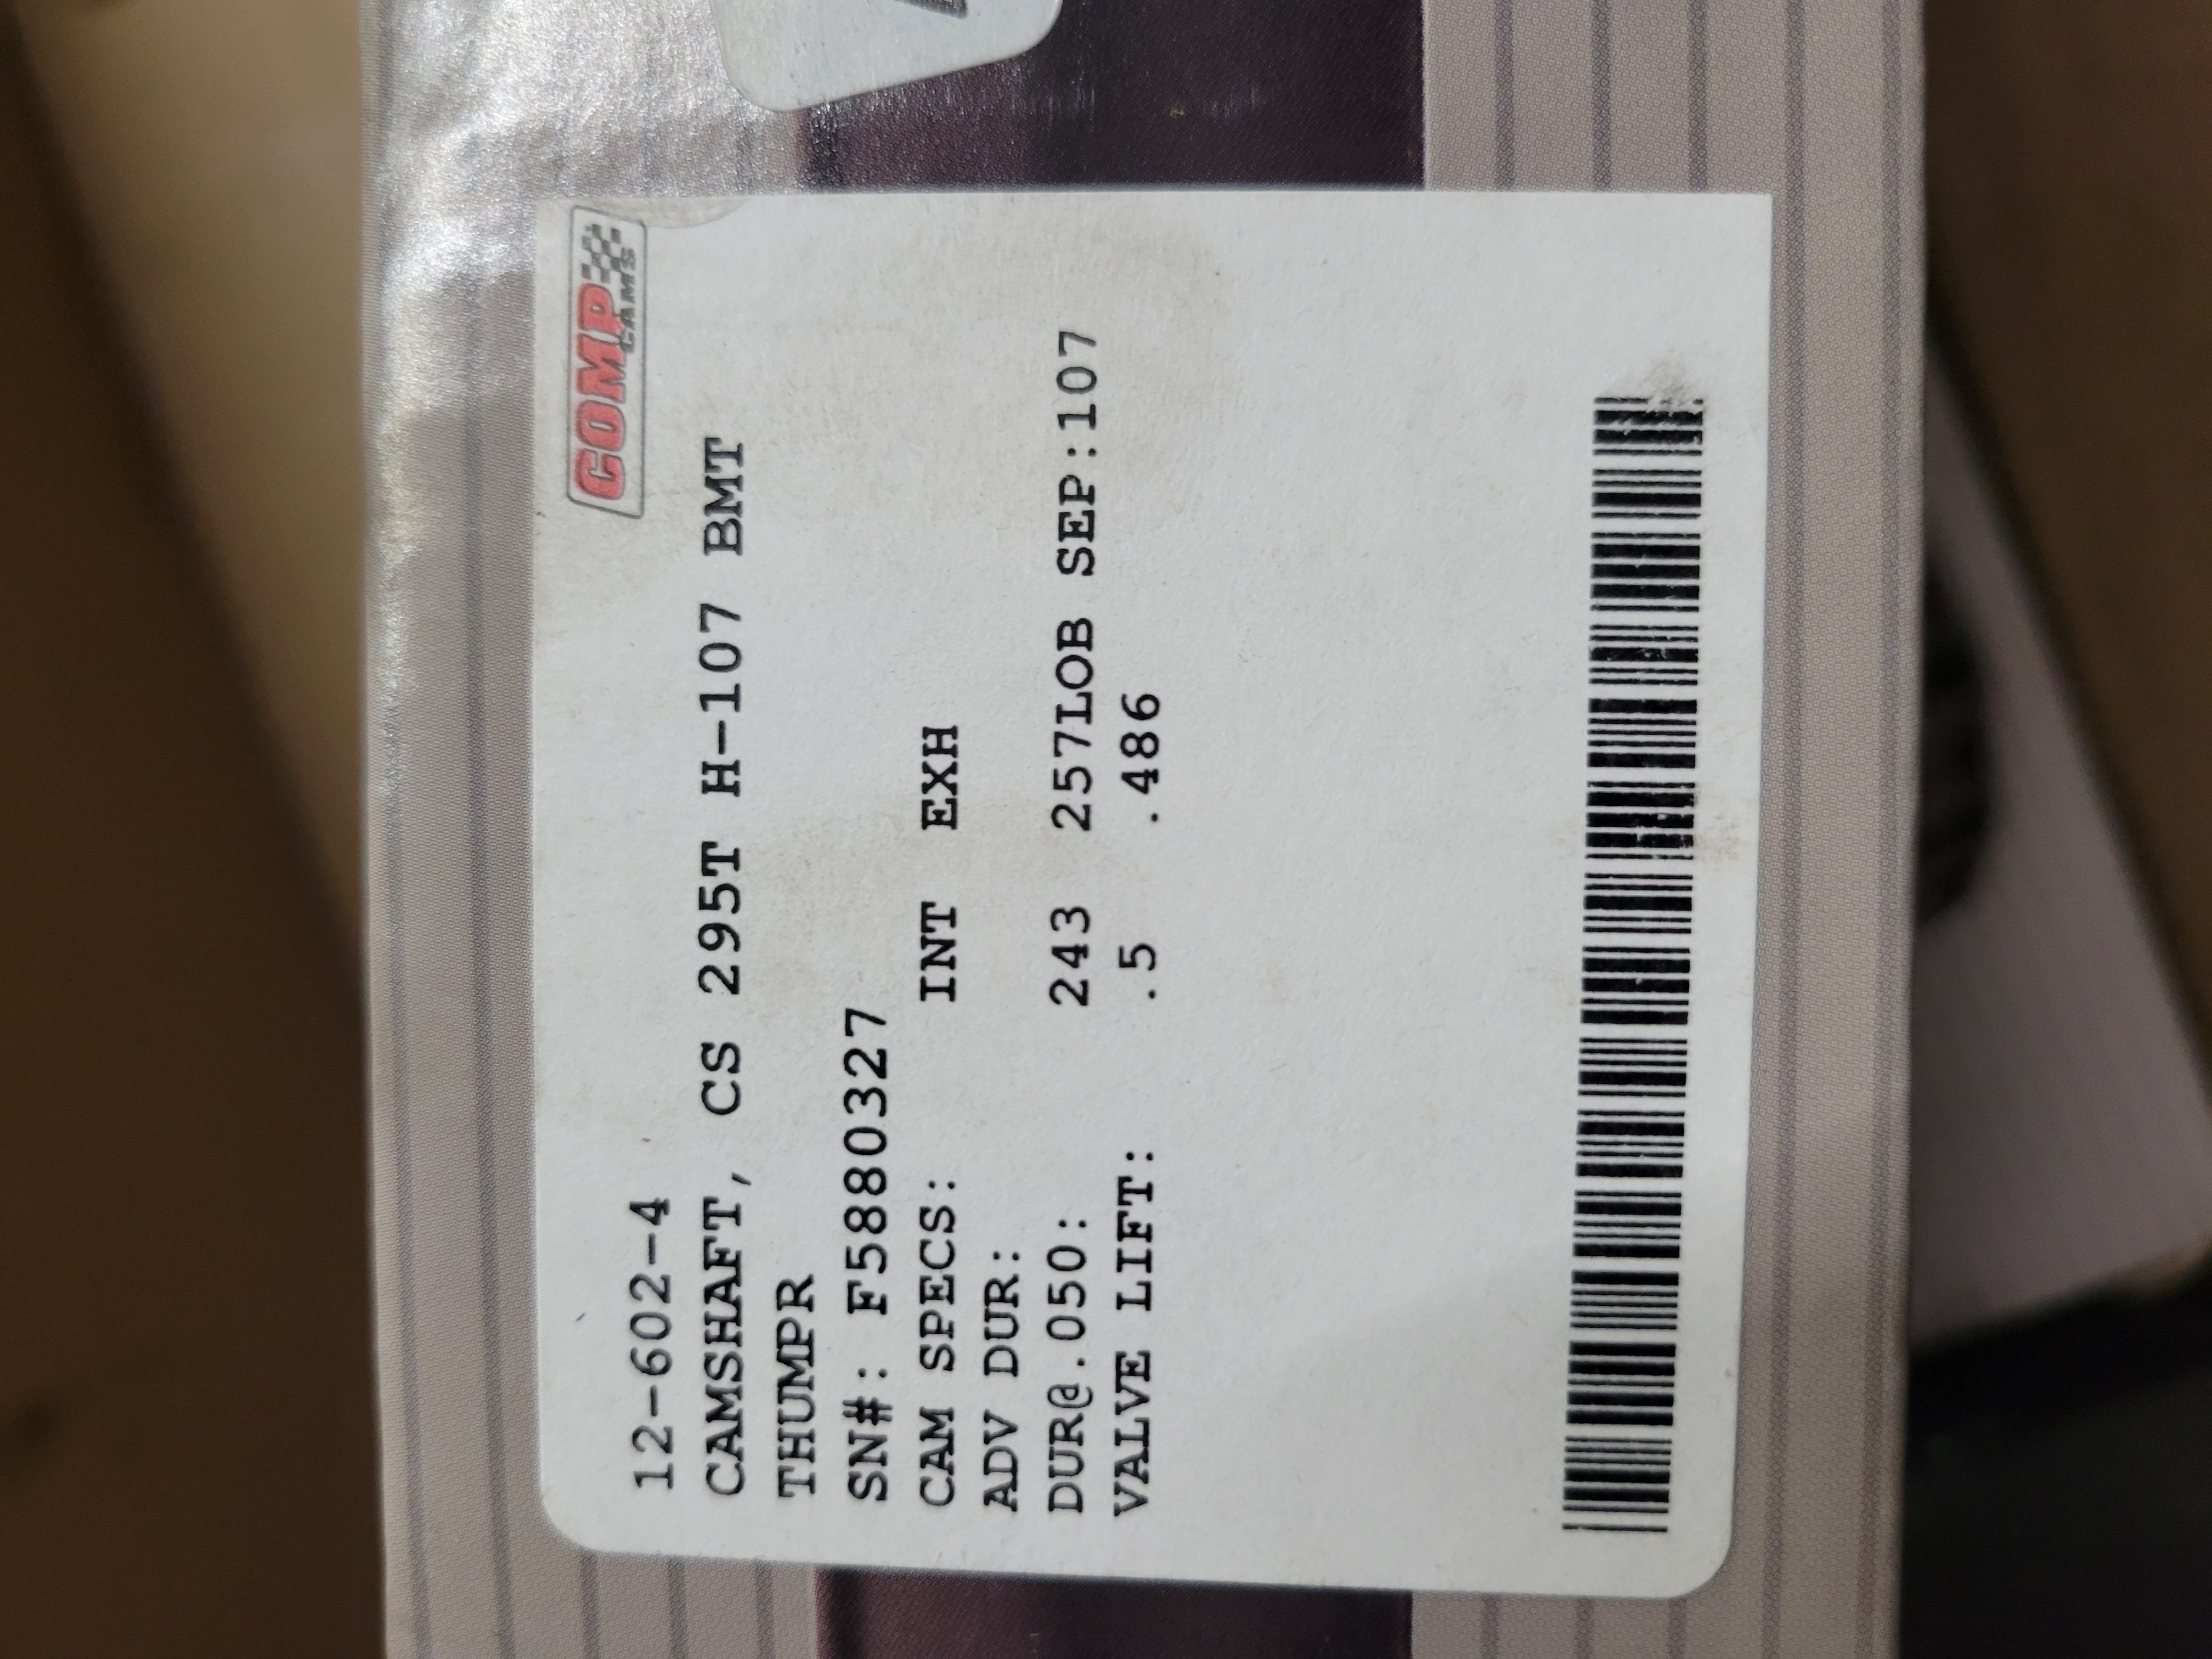 COMP
CAMS
12-602-4
CAMSHAFT, CS 295T H-107 BMT
THUMPR
SN#: F5880327
CAM SPECS: INT EXH
ADV DUR:
DUR@.050: 243 257LOB SEP:107
VALVE LIFT: .5 .486